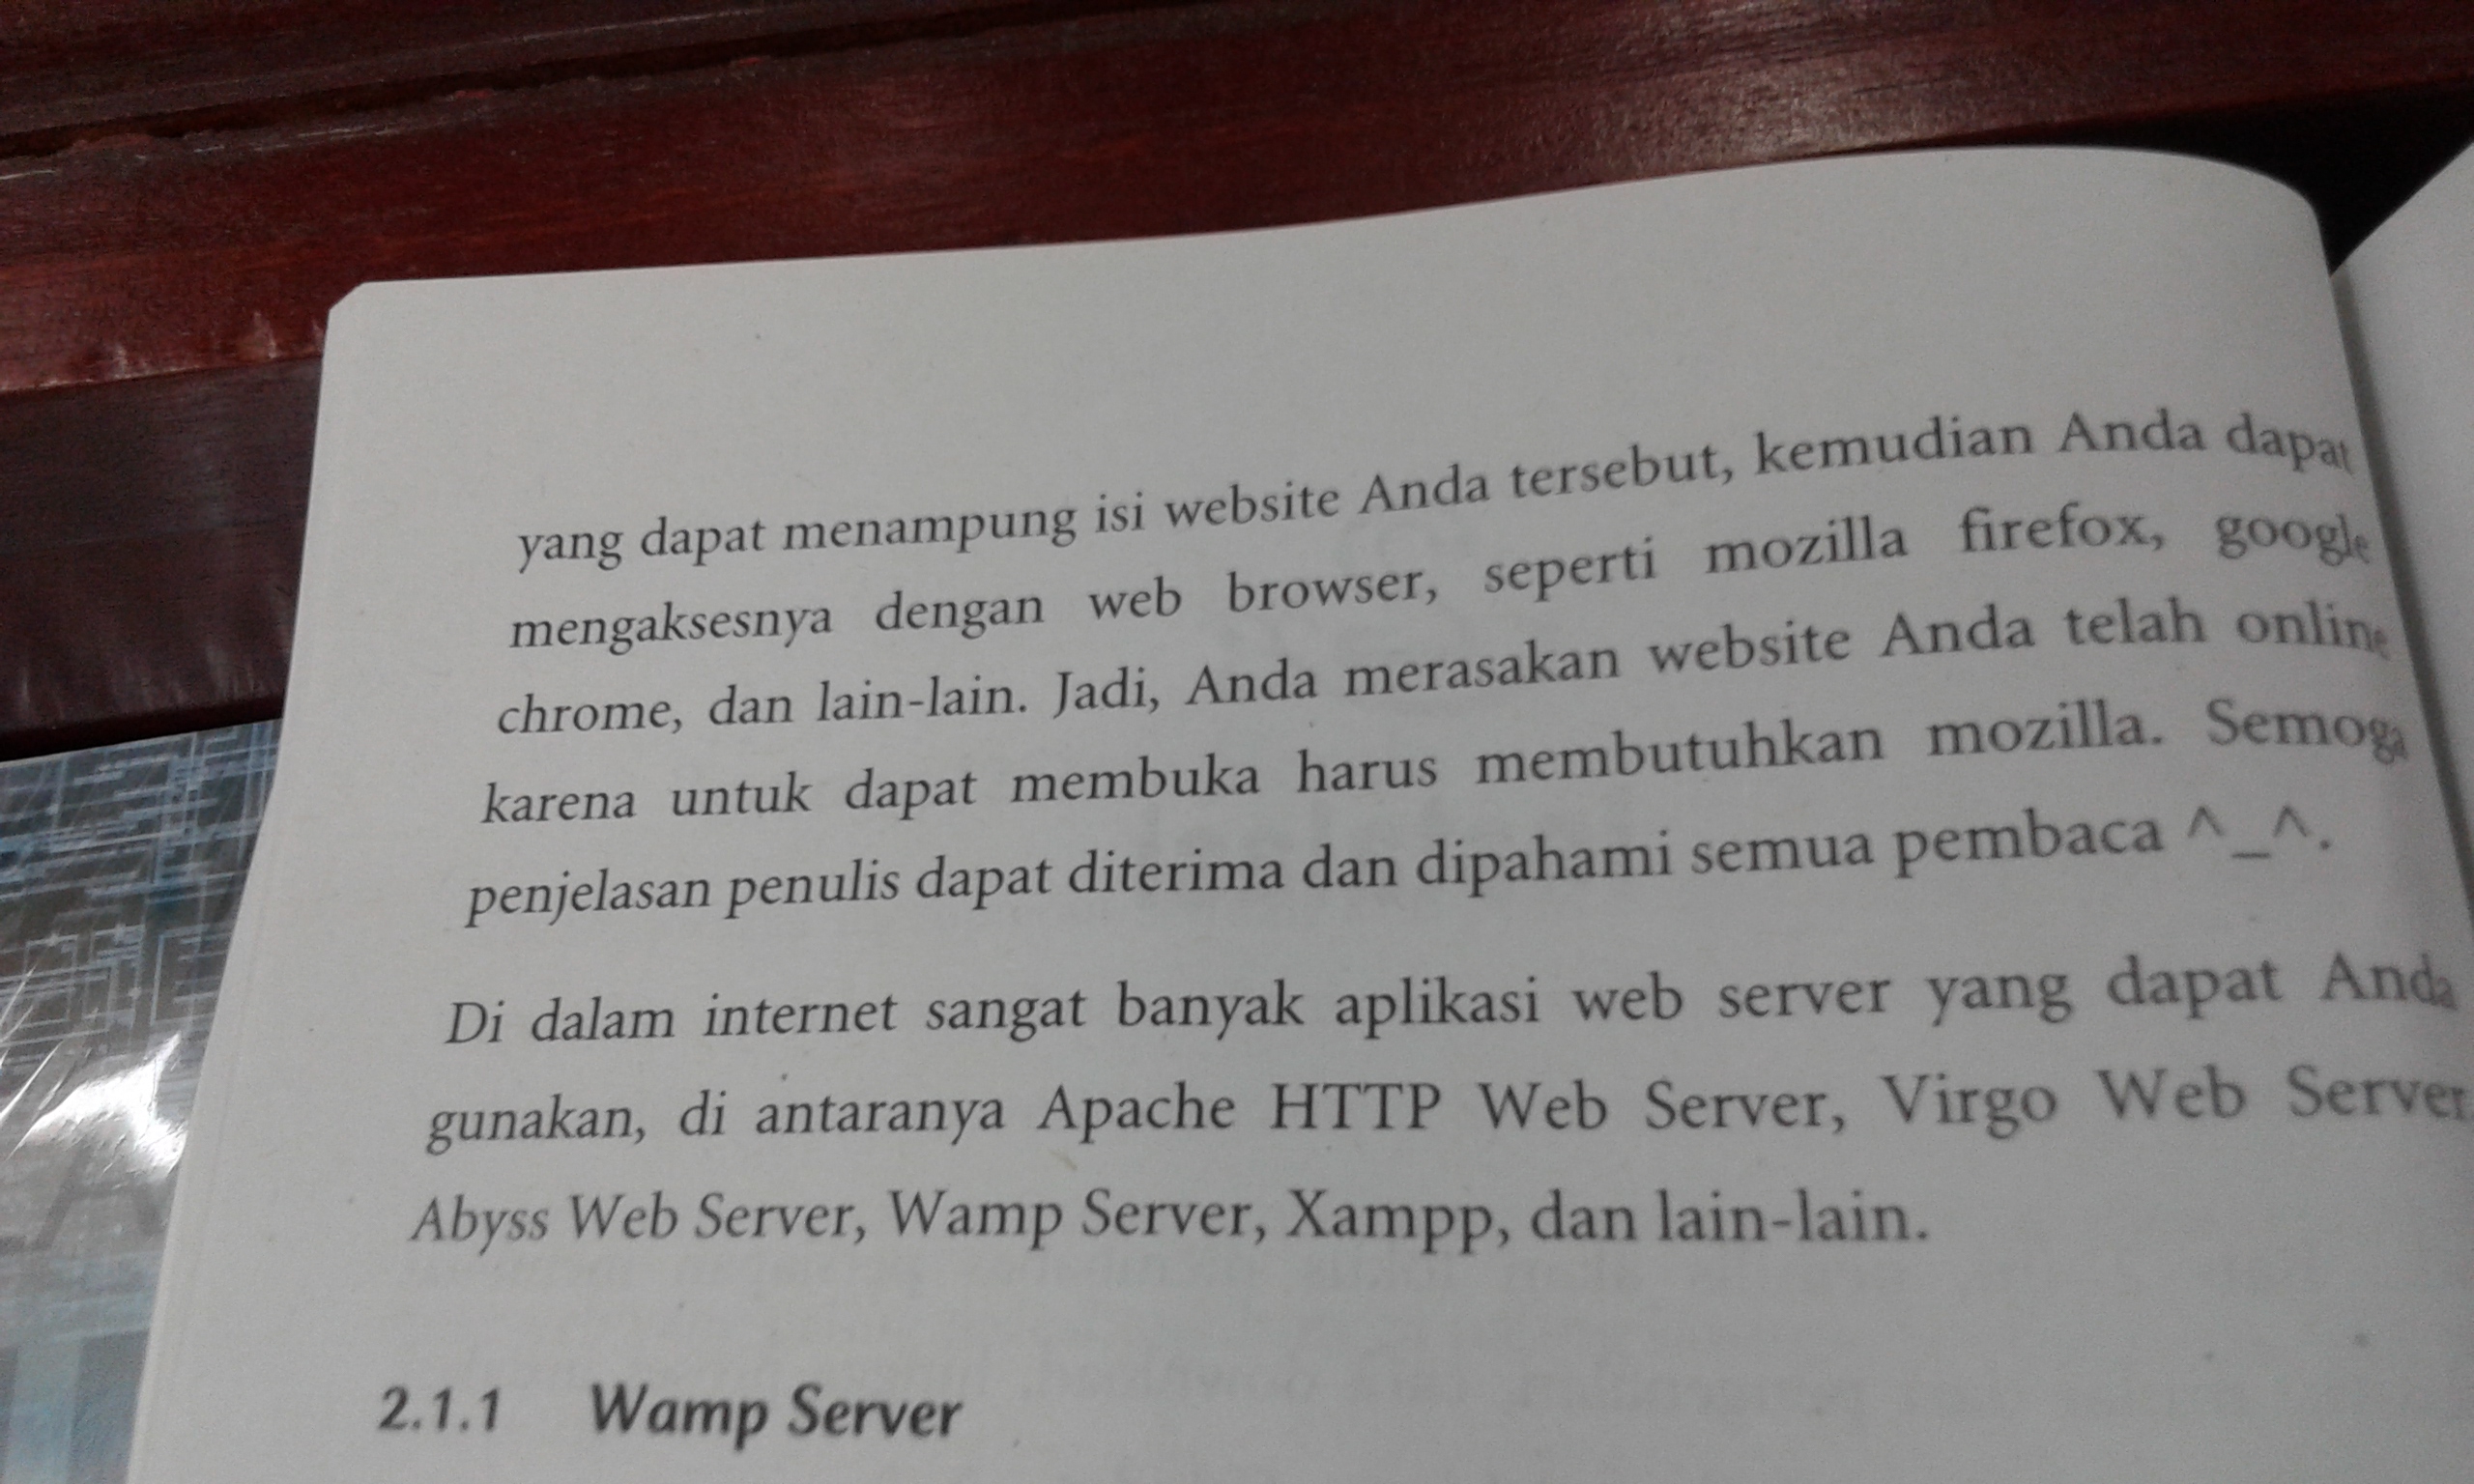 yang dapat menampung isi website Anda tersebut, kemudian Anda dapat
mengaksesnya dengan web browser, seperti mozilla firefox, google
chrome, dan lain-lain. Jadi, Anda merasakan website Anda telah online
karena untuk dapat membuka harus membutuhkan mozilla. Semoga
penjelasan penulis dapat diterima dan dipahami semua pembaca ^_^.
Di dalam internet sangat banyak aplikasi web server yang dapat Anda
gunakan, di antaranya Apache HTTP Web Server, Virgo Web Server
Abyss Web Server, Wamp Server, Xampp, dan lain-lain.
2.1.1 Wamp Server